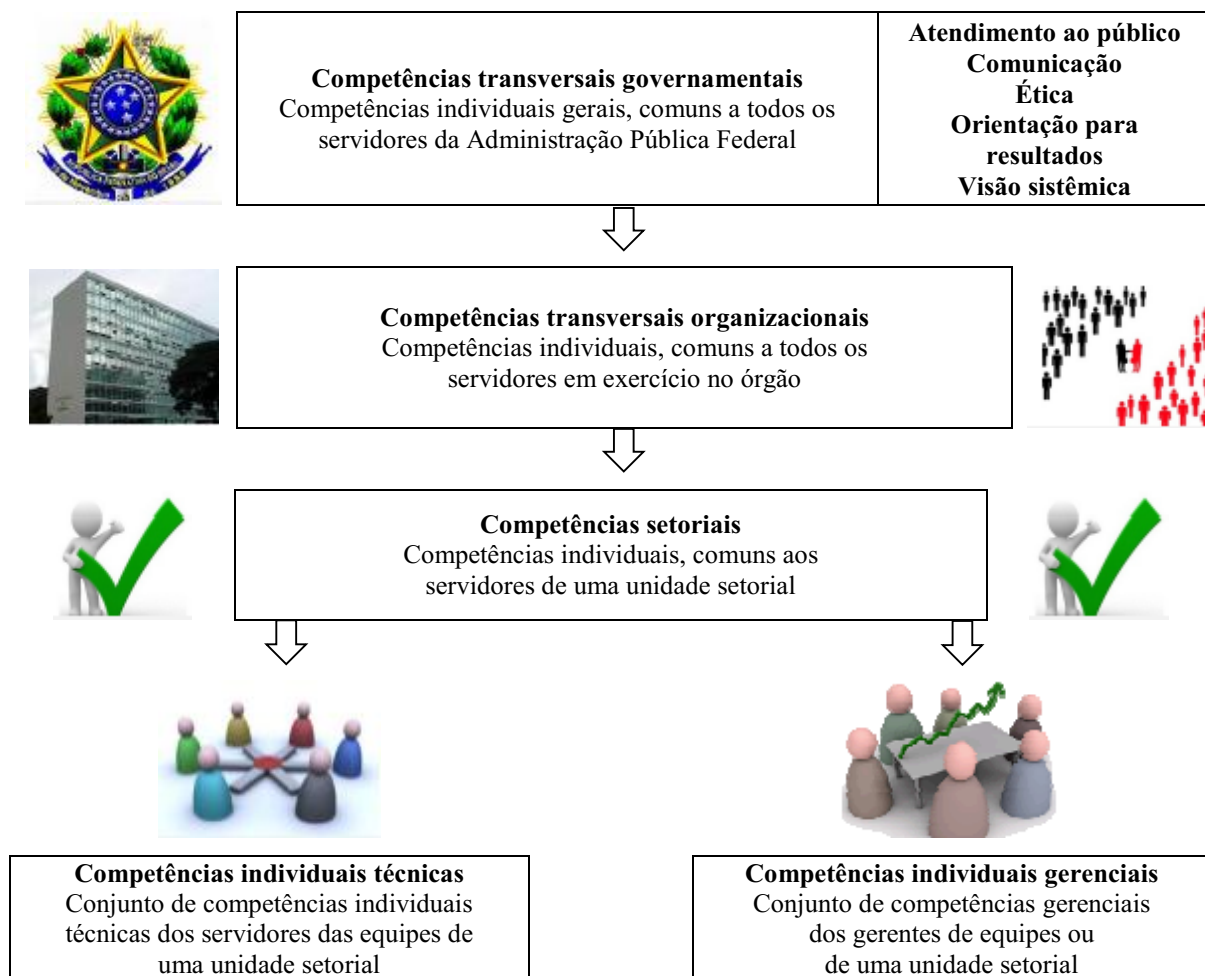 Competências transversais governamentais
Competências individuais gerais, comuns a todos os
servidores da Administração Pública Federal
Atendimento ao público
Comunicação
Ética
Orientação para
resultados
Visão sistêmica
Competências transversais organizacionais
Competências individuais, comuns a todos os
servidores em exercício no órgão
Competências setoriais
Competências individuais, comuns aos
servidores de uma unidade setorial
Competências individuais técnicas
Conjunto de competências individuais
técnicas dos servidores das equipes de
uma unidade setorial
Competências individuais gerenciais
Conjunto de competências gerenciais
dos gerentes de equipes ou
de uma unidade setorial